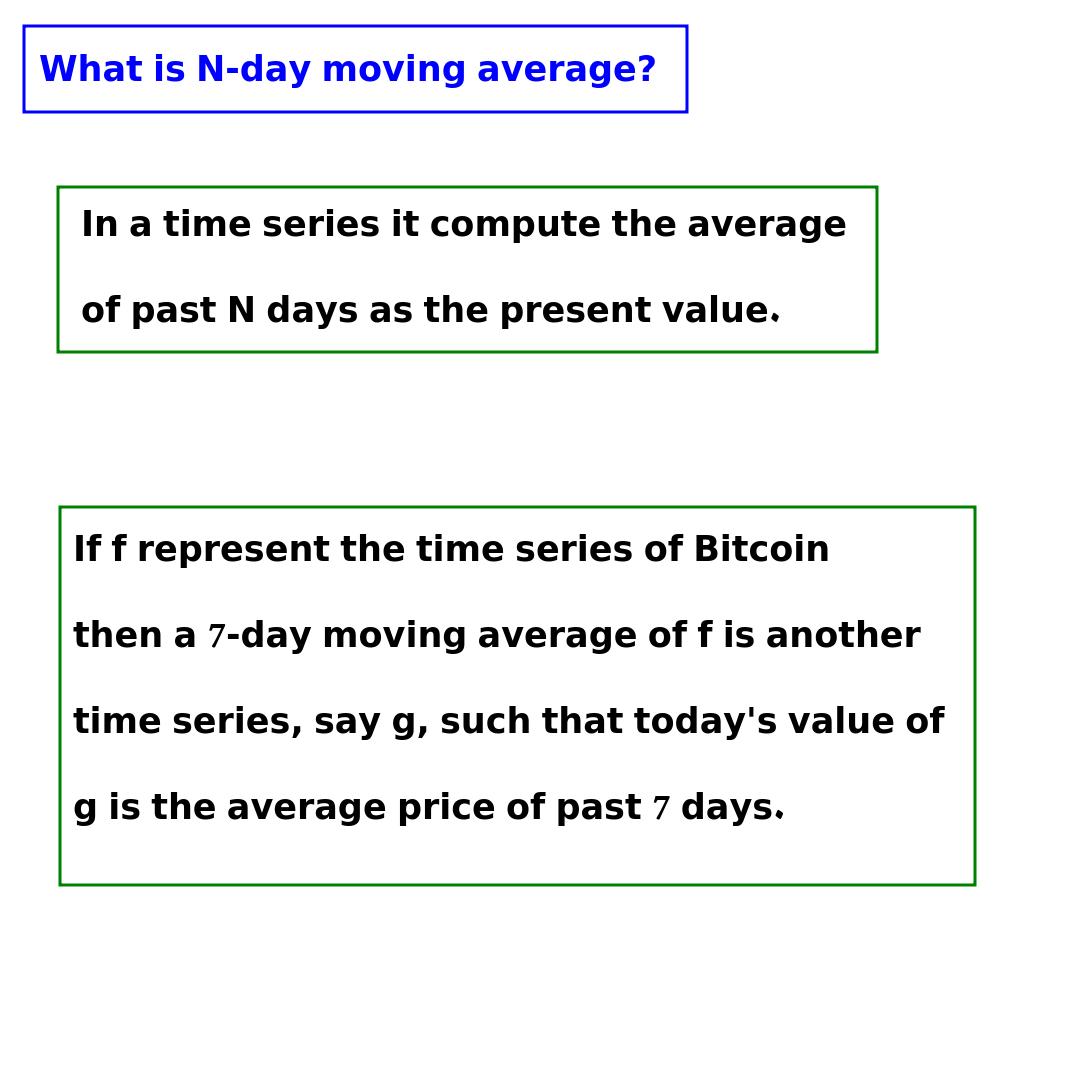 What is N-day moving average?
In a time series it compute the average
of past N days as the present value.
If f represent the time series of Bitcoin
then a 7-day moving average of f is another
time series, say g, such that today's value of
g is the average price of past 7 days.